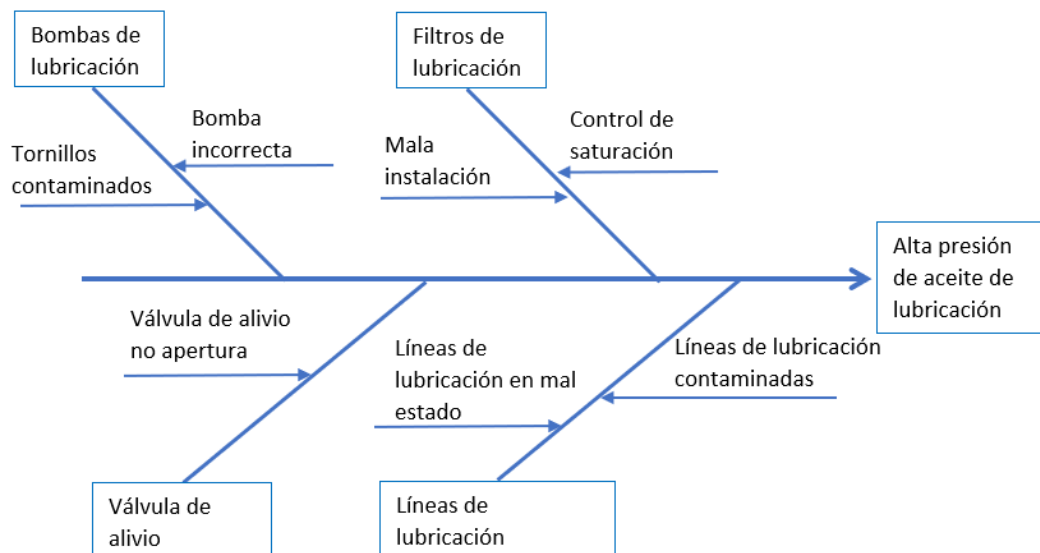 Bombas de
lubricación
Filtros de
lubricación
Bomba
incorrecta
Tornillos
contaminados
Control de
saturación
Mala
instalación
Alta presión
de aceite de
lubricación
Válvula de alivio
no apertura
Líneas de
lubricación en mal
estado
Líneas de lubricación
contaminadas
Válvula de
alivio
Líneas de
lubricación